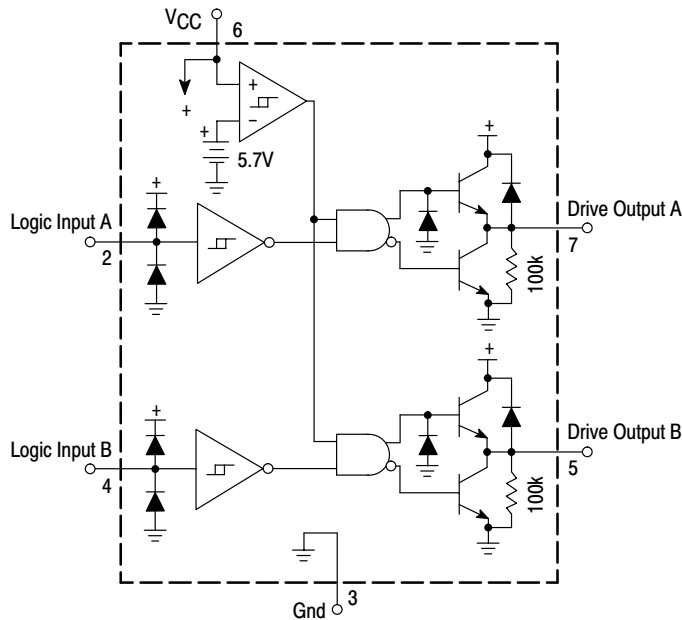 VCC
6
+
+
−
+
5.7V
+
+
Logic Input A
2
Drive Output A
7
100k
+
+
Logic Input B
4
Drive Output B
5
100k
3
Gnd